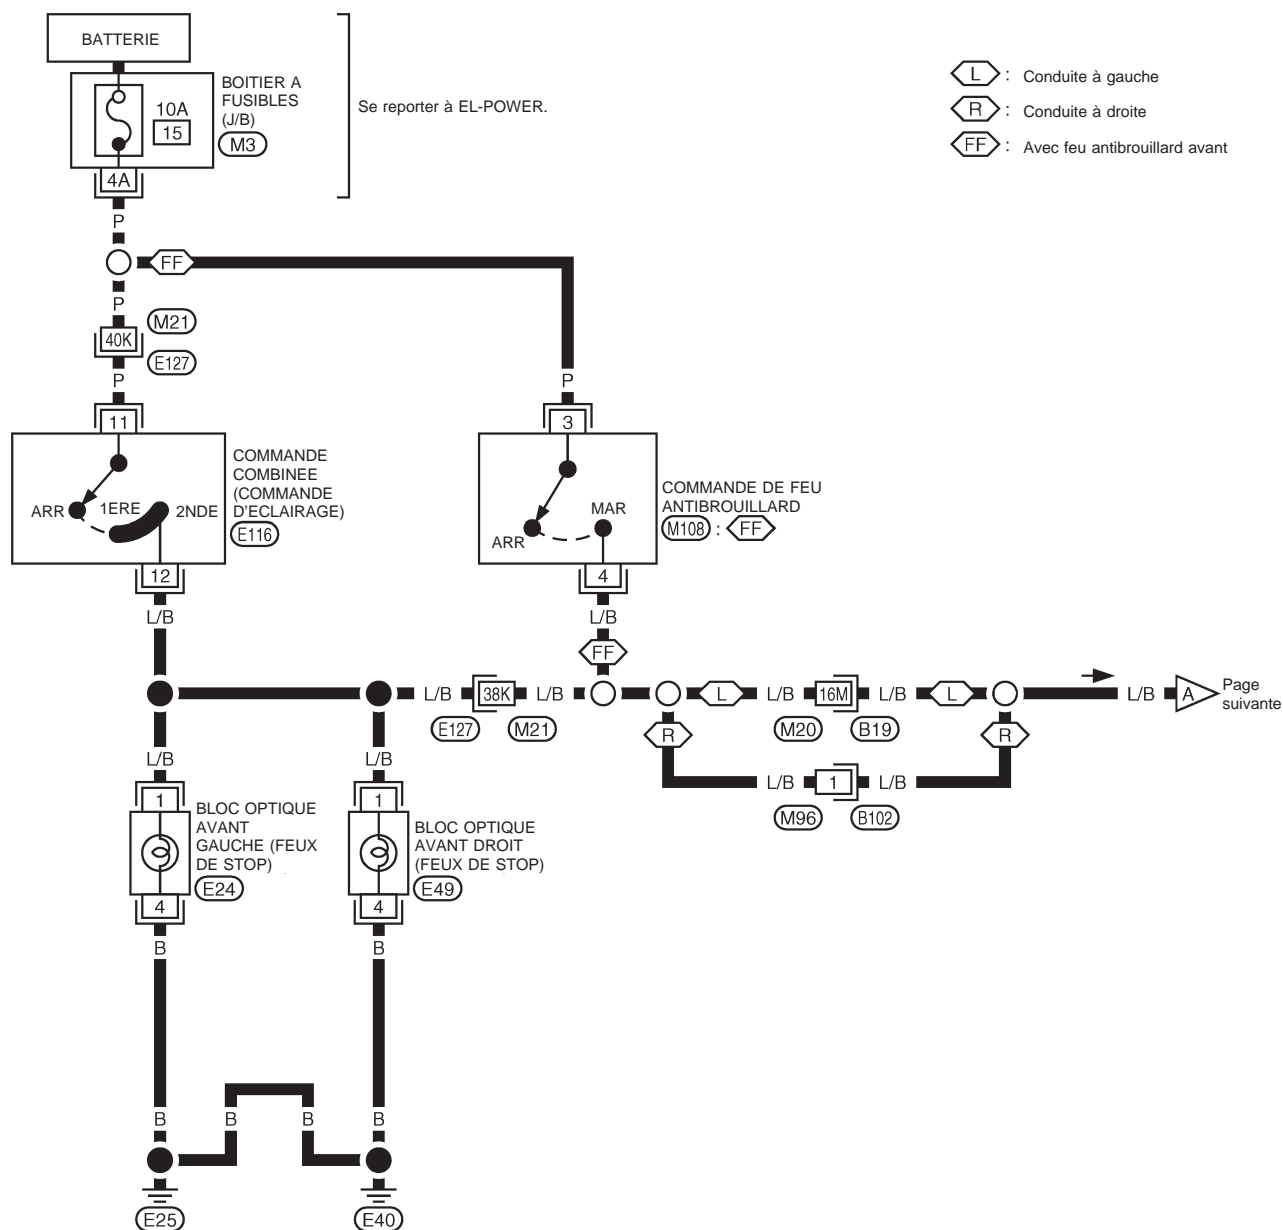 BATTERIE
BOITIER A
FUSIBLES
(J/B)
M3
10A
15
4A
Se reporter à EL-POWER.
L : Conduite à gauche
R : Conduite à droite
FF : Avec feu antibrouillard avant
P
FF
P
M21
40K
E127
P
P
11
3
COMMANDE
COMBINEE
(COMMANDE
D'ECLAIRAGE)
E116
ARR
1ERE
2NDE
COMMANDE DE FEU
ANTIBROUILLARD
M108 : FF
MAR
ARR
12
4
L/B
L/B
FF
L/B
38K
L/B
L
L/B
16M
L/B
L
L/B
A
Page
suivante
E127
M21
M20
B19
R
R
L/B
L/B
L/B
1
L/B
M96
B102
1
1
BLOC OPTIQUE
AVANT
GAUCHE (FEUX
DE STOP)
E24
BLOC OPTIQUE
AVANT DROIT
(FEUX DE STOP)
E49
4
4
B
B
B
B
B
B
E25
E40